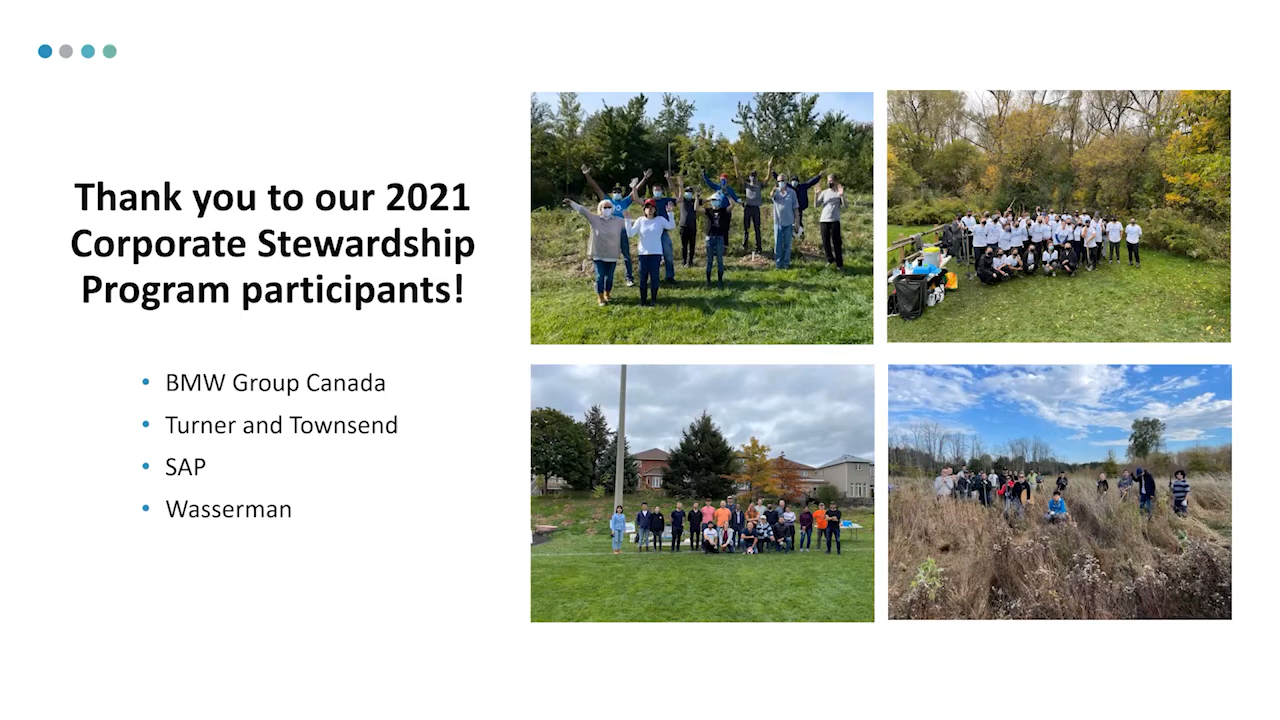 Thank you to our 2021
Corporate Stewardship
Program participants!
• BMW Group Canada
• Turner and Townsend
• SAP
• Wasserman